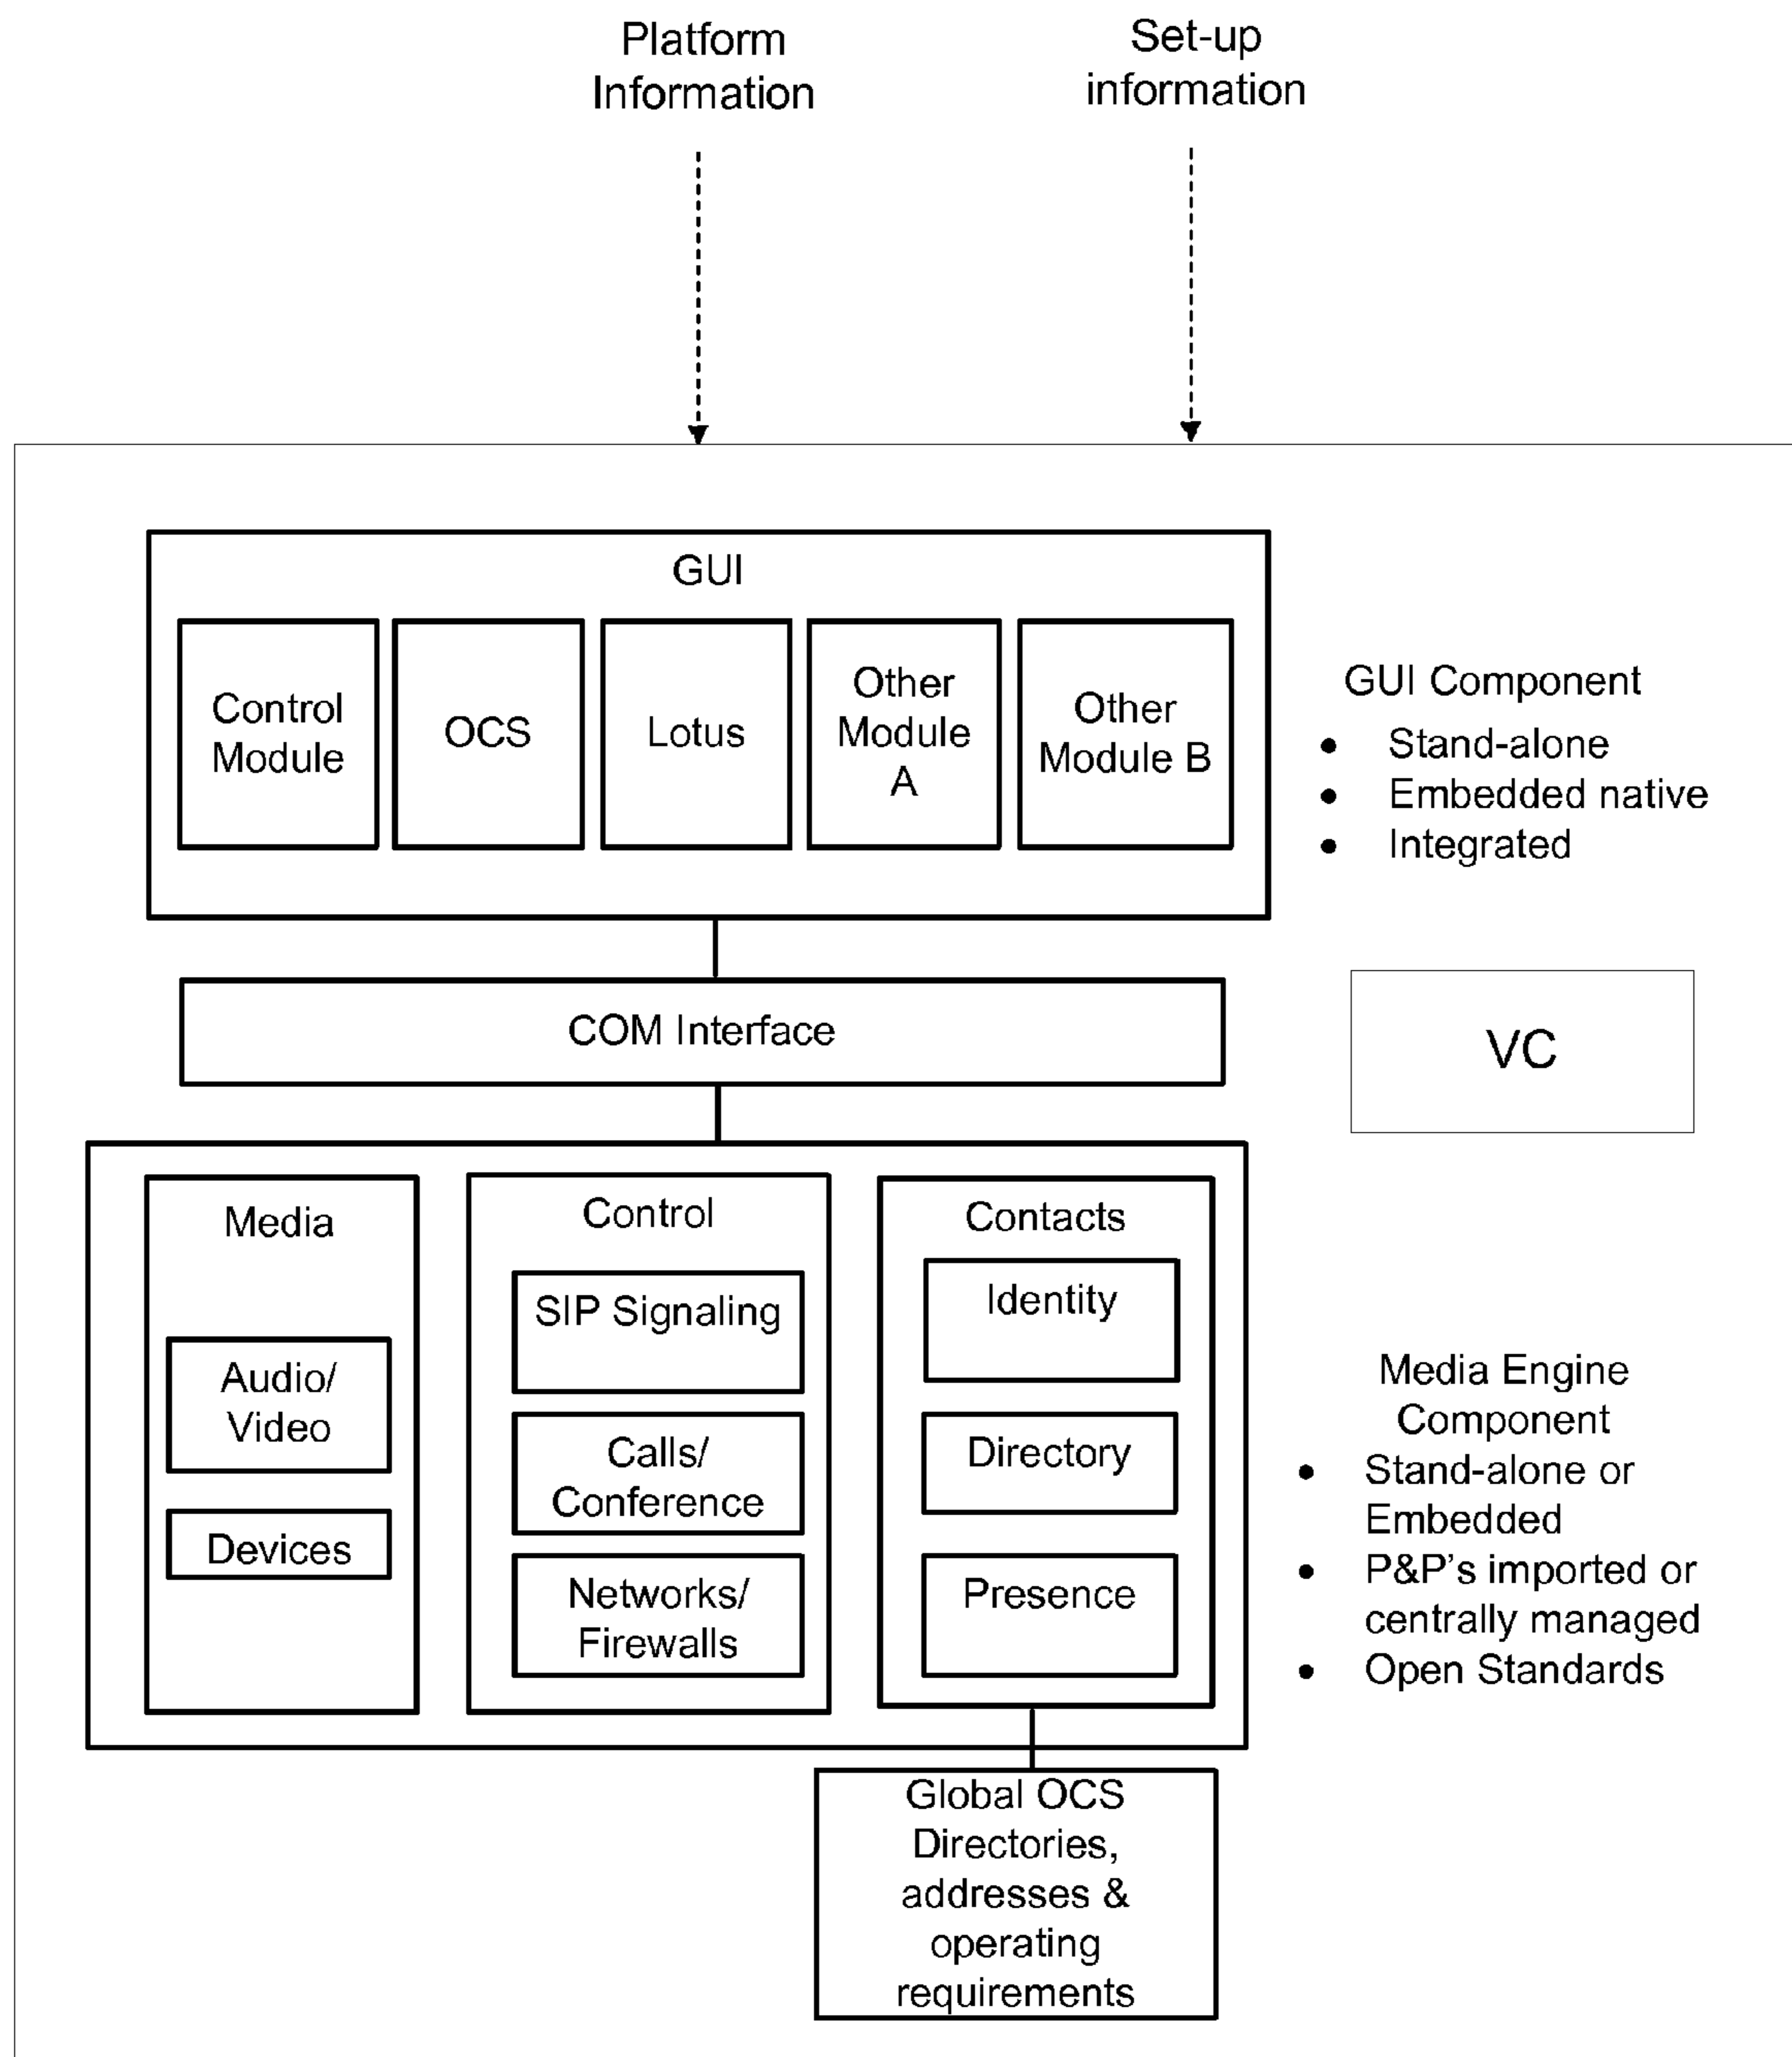 Platform
Information
Set-up
information
GUI
Control
Module
OCS
Lotus
Other
Module
A
Other
Module B
GUI Component
• Stand-alone
• Embedded native
• Integrated
COM Interface
VC
Media
Audio/
Video
Devices
Control
SIP Signaling
Calls/
Conference
Networks/
Firewalls
Contacts
Identity
Directory
Presence
Media Engine
Component
• Stand-alone or
Embedded
• P&P's imported or
centrally managed
• Open Standards
Global OCS
Directories,
addresses &
operating
requirements